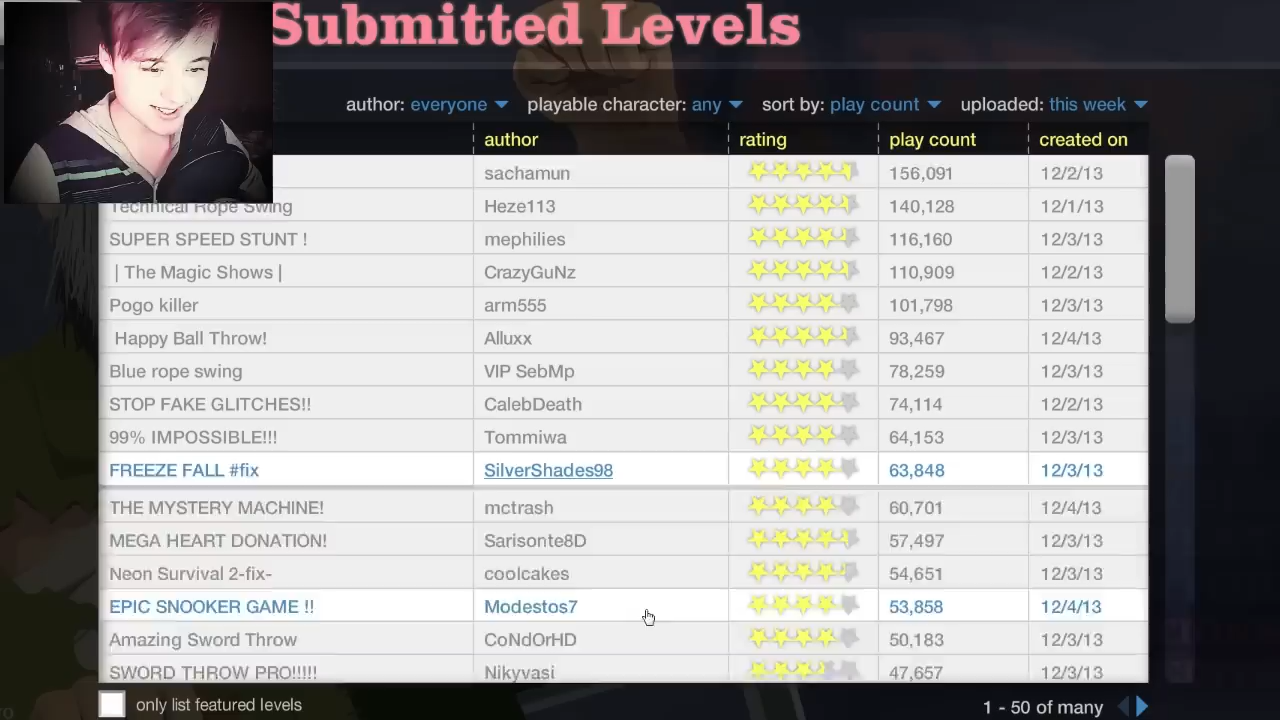 Submitted Levels
author: everyone playable character: any sort by: play count uploaded: this week
author rating play count created on
sachamun 156,091 12/2/13
Technical Rope Swing Heze113 140,128 12/1/13
SUPER SPEED STUNT ! mephilies 116,160 12/3/13
| The Magic Shows | CrazyGuNz 110,909 12/2/13
Pogo killer arm555 101,798 12/3/13
Happy Ball Throw! Alluxx 93,467 12/4/13
Blue rope swing VIP SebMp 78,259 12/3/13
STOP FAKE GLITCHES!! CalebDeath 74,114 12/2/13
99% IMPOSSIBLE!!! Tommiwa 64,153 12/3/13
FREEZE FALL #fix SilverShades98 63,848 12/3/13
THE MYSTERY MACHINE! mctrash 60,701 12/4/13
MEGA HEART DONATION! Sarisonte8D 57,497 12/3/13
Neon Survival 2-fix- coolcakes 54,651 12/3/13
EPIC SNOOKER GAME !! Modestos7 53,858 12/4/13
Amazing Sword Throw CoNdOrHD 50,183 12/3/13
SWORD THROW PRO!!!!! Nikyvasi 47,657 12/3/13
only list featured levels 1 - 50 of many